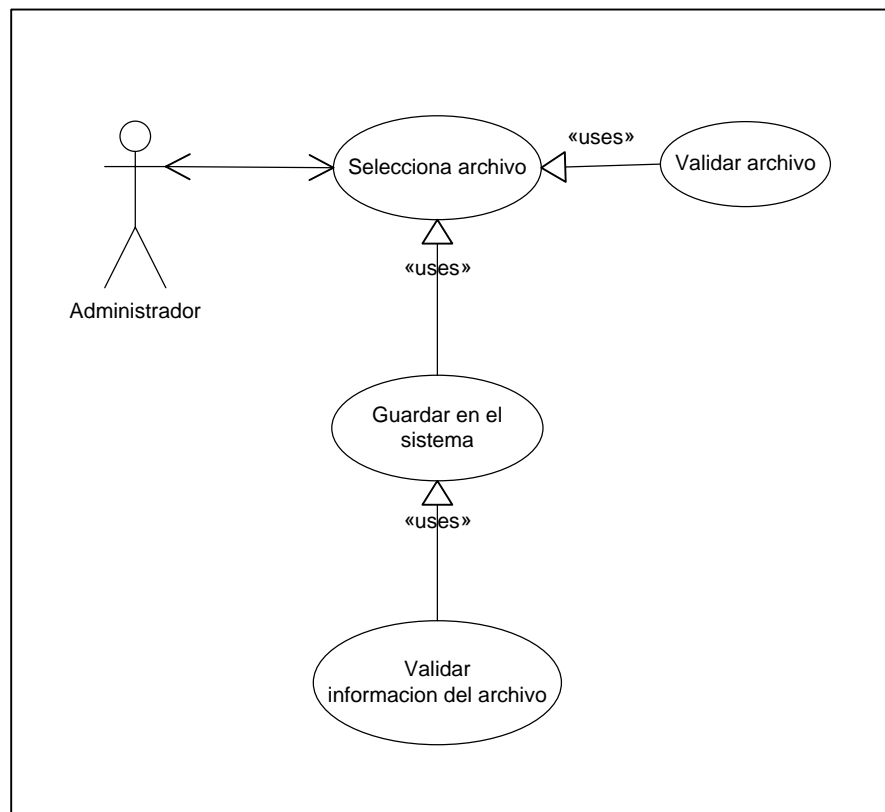 «uses»
Selecciona archivo
Validar archivo
«uses»
Administrador
Guardar en el
sistema
«uses»
Validar
informacion del archivo